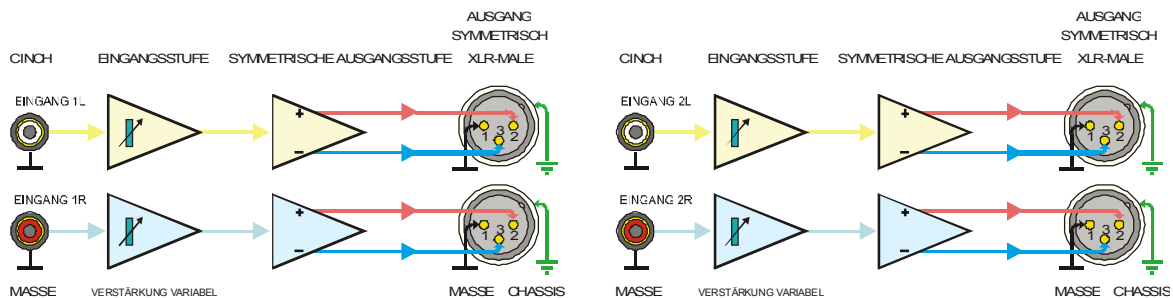 AUSGANG
SYMMETRISCH
CINCH EINGANGSSTUFE SYMMETRISCHE AUSGANGSSTUFE XLR-MALE
EINGANG 1L
+
−
1 3 2
EINGANG 1R
+
−
1 3 2
MASSE VERSTÄRKUNG VARIABEL MASSE CHASSIS
AUSGANG
SYMMETRISCH
CINCH EINGANGSSTUFE SYMMETRISCHE AUSGANGSSTUFE XLR-MALE
EINGANG 2L
+
−
1 3 2
EINGANG 2R
+
−
1 3 2
MASSE VERSTÄRKUNG VARIABEL MASSE CHASSIS